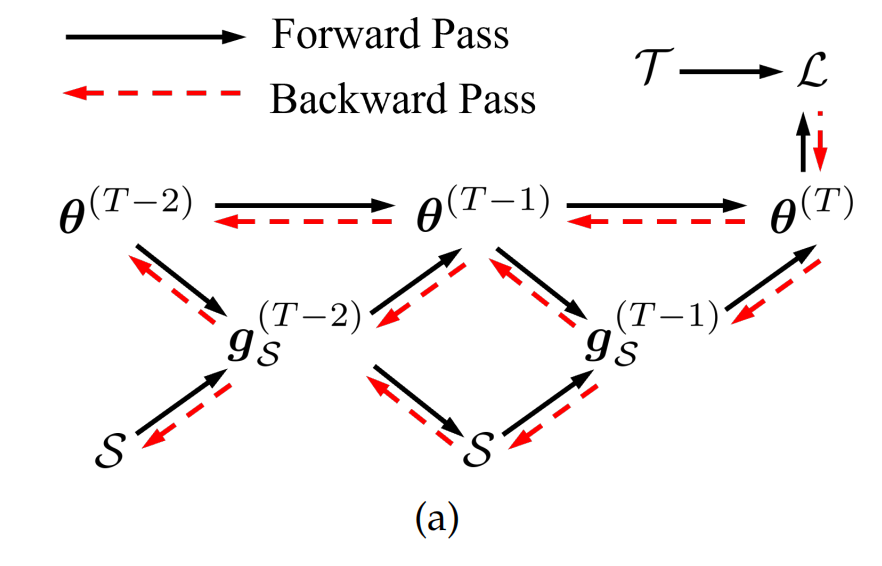 Forward Pass
Backward Pass
𝒯 ℒ
θ^(T−2) θ^(T−1) θ^(T)
g_𝒮^(T−2) g_𝒮^(T−1)
𝒮 𝒮
(a)